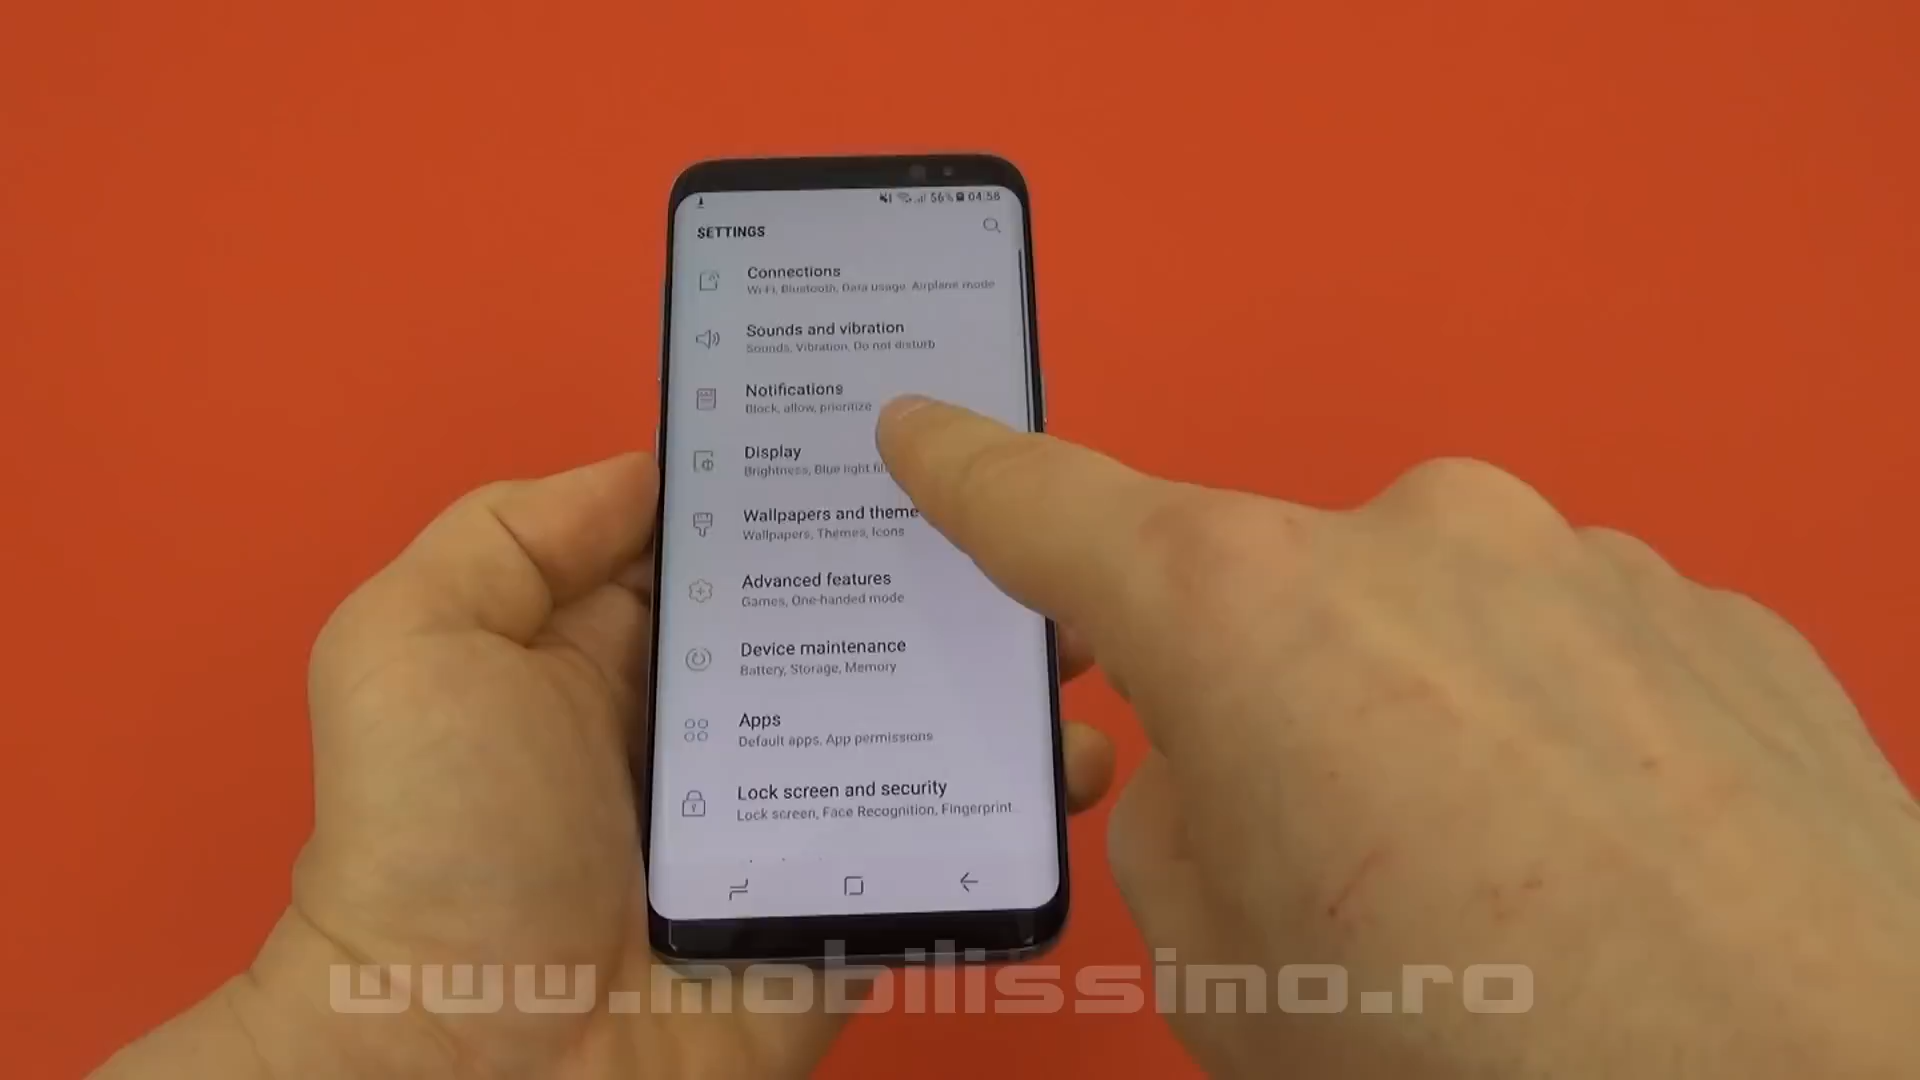 56% 04:56
SETTINGS
Connections
Wi-Fi, Bluetooth, Data usage, Airplane mode
Sounds and vibration
Sounds, Vibration, Do not disturb
Notifications
Block, allow, prioritize
Display
Brightness, Blue light
Wallpapers and theme
Wallpapers, Themes, Icons
Advanced features
Games, One-handed mode
Device maintenance
Battery, Storage, Memory
Apps
Default apps, App permissions
Lock screen and security
Lock screen, Face Recognition, Fingerprint
www.mobilissimo.ro